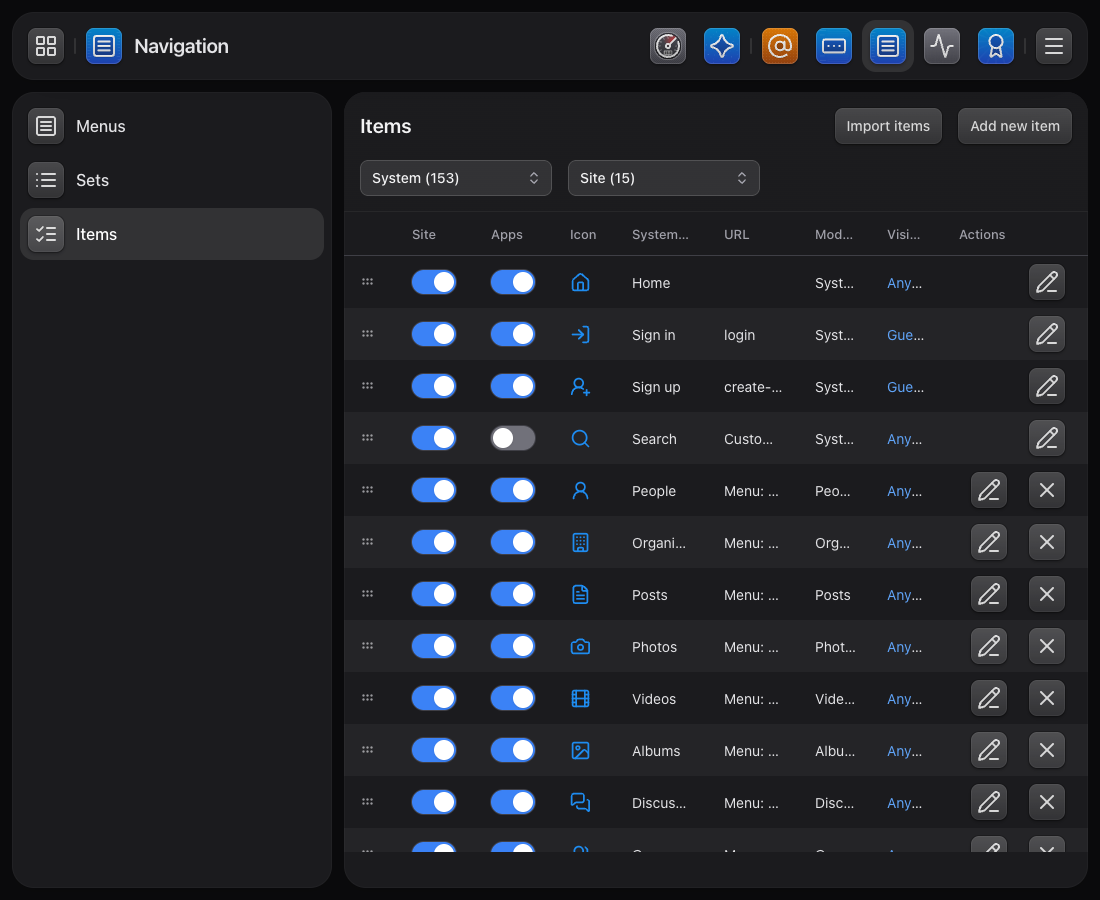 Navigation
Menus
Sets
Items
Items
Import items
Add new item
System (153)
Site (15)
Site Apps Icon System... URL Mod... Visi... Actions
Home Syst... Any...
Sign in login Syst... Gue...
Sign up create-... Syst... Gue...
Search Custo... Syst... Any...
People Menu: ... Peo... Any...
Organi... Menu: ... Org... Any...
Posts Menu: ... Posts Any...
Photos Menu: ... Phot... Any...
Videos Menu: ... Vide... Any...
Albums Menu: ... Albu... Any...
Discus... Menu: ... Disc... Any...